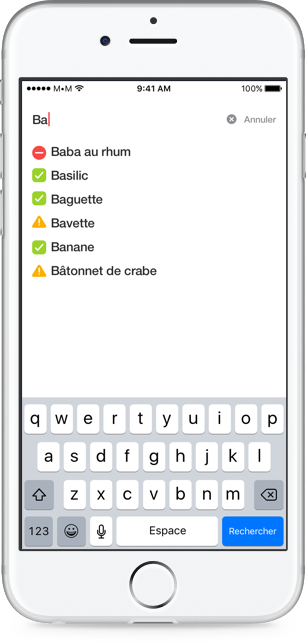 M•M 9:41 AM 100%
Ba Annuler
Baba au rhum
Basilic
Baguette
Bavette
Banane
Bâtonnet de crabe
q w e r t y u i o p
a s d f g h j k l
z x c v b n m
123 Espace Rechercher